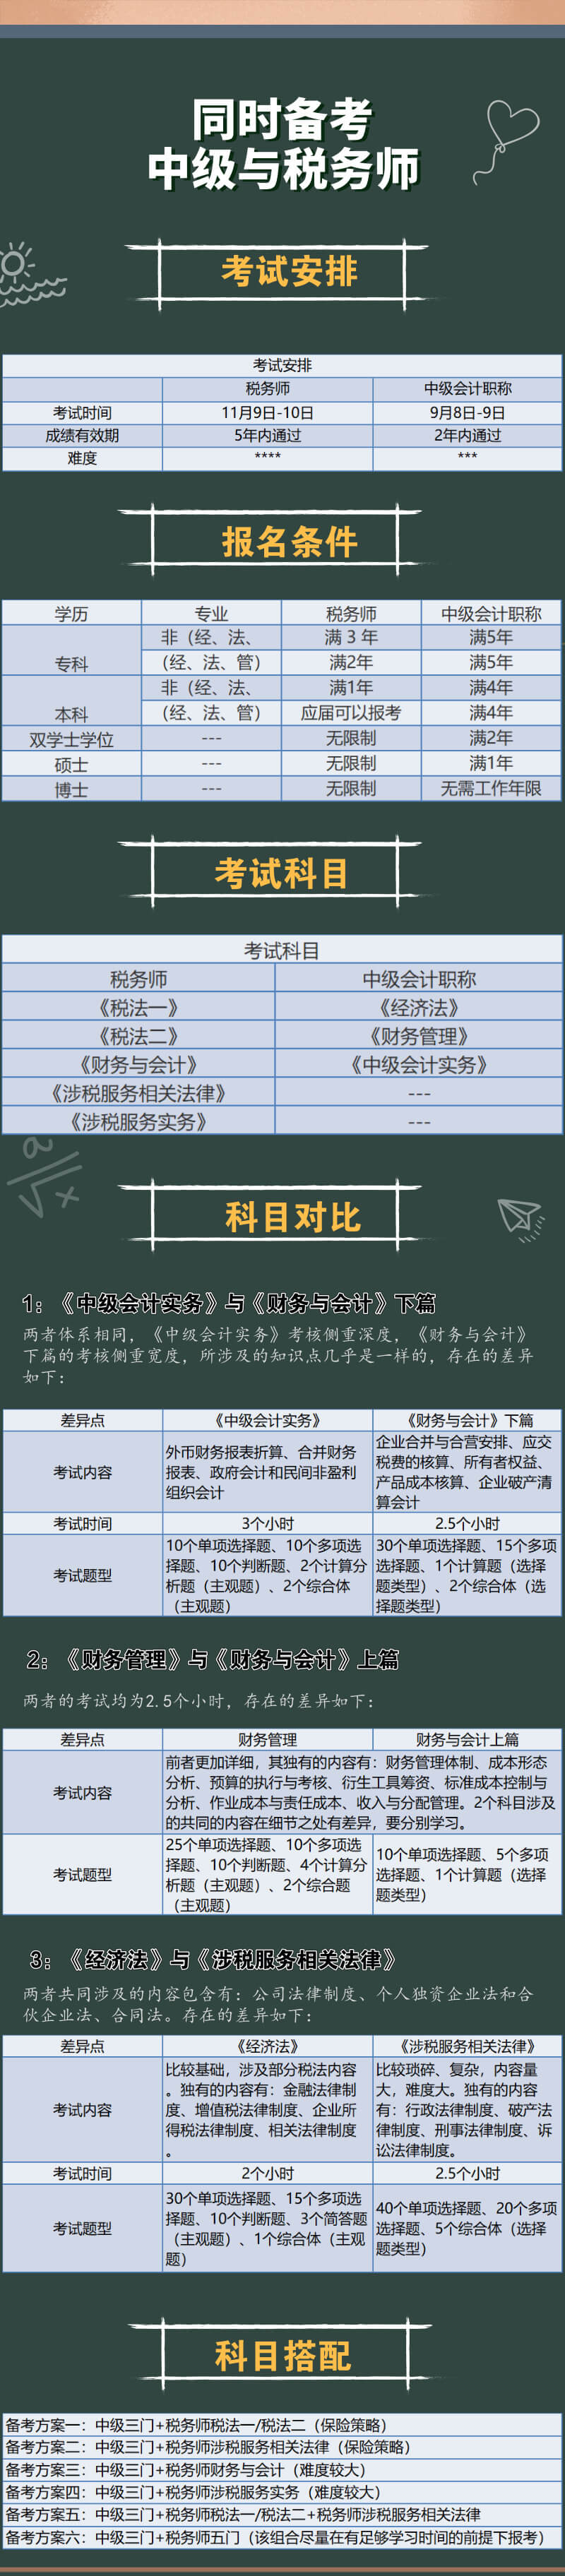 同时备考
中级与税务师
考试安排
考试安排
税务师 中级会计职称
考试时间 11月9日-10日 9月8日-9日
成绩有效期 5年内通过 2年内通过
难度 **** ***
报名条件
学历 专业 税务师 中级会计职称
非（经、法、 满 3 年 满5年
专科 （经、法、管） 满2年 满5年
非（经、法、 满1年 满4年
本科 （经、法、管） 应届可以报考 满4年
双学士学位 --- 无限制 满2年
硕士 --- 无限制 满1年
博士 --- 无限制 无需工作年限
考试科目
考试科目
税务师 中级会计职称
《税法一》 《经济法》
《税法二》 《财务管理》
《财务与会计》 《中级会计实务》
《涉税服务相关法律》 ---
《涉税服务实务》 ---
a
√x
科目对比
1：《中级会计实务》与《财务与会计》下篇
两者体系相同，《中级会计实务》考核侧重深度，《财务与会计》
下篇的考核侧重宽度，所涉及的知识点几乎是一样的，存在的差异
如下：
差异点 《中级会计实务》 《财务与会计》下篇
考试内容
外币财务报表折算、合并财务
报表、政府会计和民间非盈利
组织会计
企业合并与合营安排、应交
税费的核算、所有者权益、
产品成本核算、企业破产清
算会计
考试时间 3个小时 2.5个小时
考试题型
10个单项选择题、10个多项选
择题、10个判断题、2个计算分
析题（主观题）、2个综合体
（主观题）
30个单项选择题、15个多项
选择题、1个计算题（选择
题类型）、2个综合体（选
择题类型）
2：《财务管理》与《财务与会计》上篇
两者的考试均为2.5个小时，存在的差异如下：
差异点 财务管理 财务与会计上篇
考试内容
前者更加详细，其独有的内容有：财务管理体制、成本形态
分析、预算的执行与考核、衍生工具筹资、标准成本控制与
分析、作业成本与责任成本、收入与分配管理。2个科目涉及
的共同的内容在细节之处有差异，要分别学习。
考试题型
25个单项选择题、10个多项选
择题、10个判断题、4个计算分
析题（主观题）、2个综合题
（主观题）
10个单项选择题、5个多项
选择题、1个计算题（选择
题类型）
3：《经济法》与《涉税服务相关法律》
两者共同涉及的内容包含有：公司法律制度、个人独资企业法和合
伙企业法、合同法。存在的差异如下：
差异点 《经济法》 《涉税服务相关法律》
考试内容
比较基础，涉及部分税法内容
。独有的内容有：金融法律制
度、增值税法律制度、企业所
得税法律制度、相关法律制度
。
比较琐碎、复杂，内容量
大，难度大。独有的内容
有：行政法律制度、破产法
律制度、刑事法律制度、诉
讼法律制度。
考试时间 2个小时 2.5个小时
考试题型
30个单项选择题、15个多项选
择题、10个判断题、3个简答题
（主观题）、1个综合体（主观
题）
40个单项选择题、20个多项
选择题、5个综合体（选择
题类型）
科目搭配
备考方案一：中级三门+税务师税法一/税法二（保险策略）
备考方案二：中级三门+税务师涉税服务相关法律（保险策略）
备考方案三：中级三门+税务师财务与会计（难度较大）
备考方案四：中级三门+税务师涉税服务实务（难度较大）
备考方案五：中级三门+税务师税法一/税法二+税务师涉税服务相关法律
备考方案六：中级三门+税务师五门（该组合尽量在有足够学习时间的前提下报考）